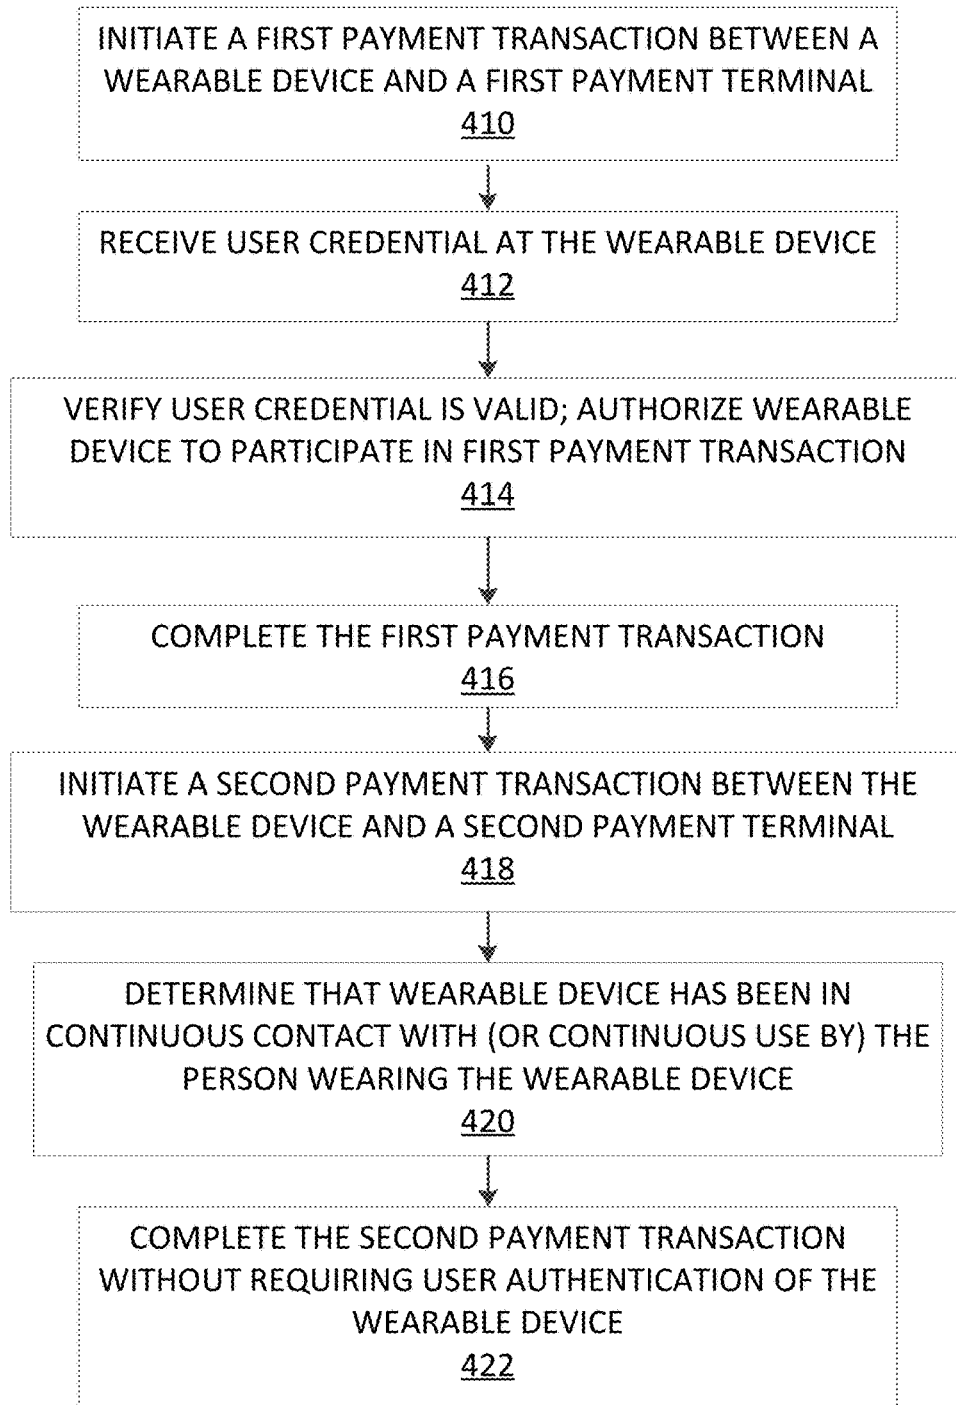 INITIATE A FIRST PAYMENT TRANSACTION BETWEEN A
WEARABLE DEVICE AND A FIRST PAYMENT TERMINAL
410
RECEIVE USER CREDENTIAL AT THE WEARABLE DEVICE
412
VERIFY USER CREDENTIAL IS VALID; AUTHORIZE WEARABLE
DEVICE TO PARTICIPATE IN FIRST PAYMENT TRANSACTION
414
COMPLETE THE FIRST PAYMENT TRANSACTION
416
INITIATE A SECOND PAYMENT TRANSACTION BETWEEN THE
WEARABLE DEVICE AND A SECOND PAYMENT TERMINAL
418
DETERMINE THAT WEARABLE DEVICE HAS BEEN IN
CONTINUOUS CONTACT WITH (OR CONTINUOUS USE BY) THE
PERSON WEARING THE WEARABLE DEVICE
420
COMPLETE THE SECOND PAYMENT TRANSACTION
WITHOUT REQUIRING USER AUTHENTICATION OF THE
WEARABLE DEVICE
422